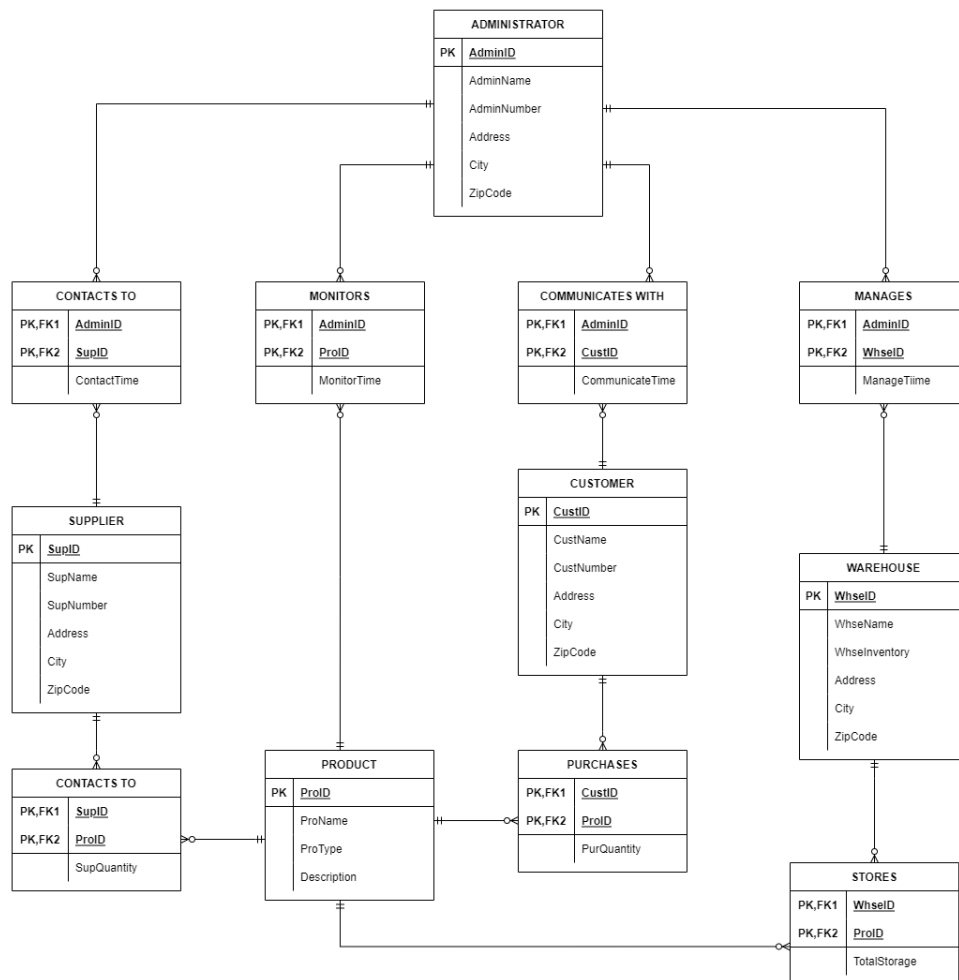 ADMINISTRATOR
PK AdminID
AdminName
AdminNumber
Address
City
ZipCode
CONTACTS TO
PK,FK1 AdminID
PK,FK2 SupID
ContactTime
MONITORS
PK,FK1 AdminID
PK,FK2 ProID
MonitorTime
COMMUNICATES WITH
PK,FK1 AdminID
PK,FK2 CustID
CommunicateTime
MANAGES
PK,FK1 AdminID
PK,FK2 WhseID
ManageTiime
SUPPLIER
PK SupID
SupName
SupNumber
Address
City
ZipCode
CUSTOMER
PK CustID
CustName
CustNumber
Address
City
ZipCode
WAREHOUSE
PK WhseID
WhseName
WhseInventory
Address
City
ZipCode
CONTACTS TO
PK,FK1 SupID
PK,FK2 ProID
SupQuantity
PRODUCT
PK ProID
ProName
ProType
Description
PURCHASES
PK,FK1 CustID
PK,FK2 ProID
PurQuantity
STORES
PK,FK1 WhseID
PK,FK2 ProID
TotalStorage